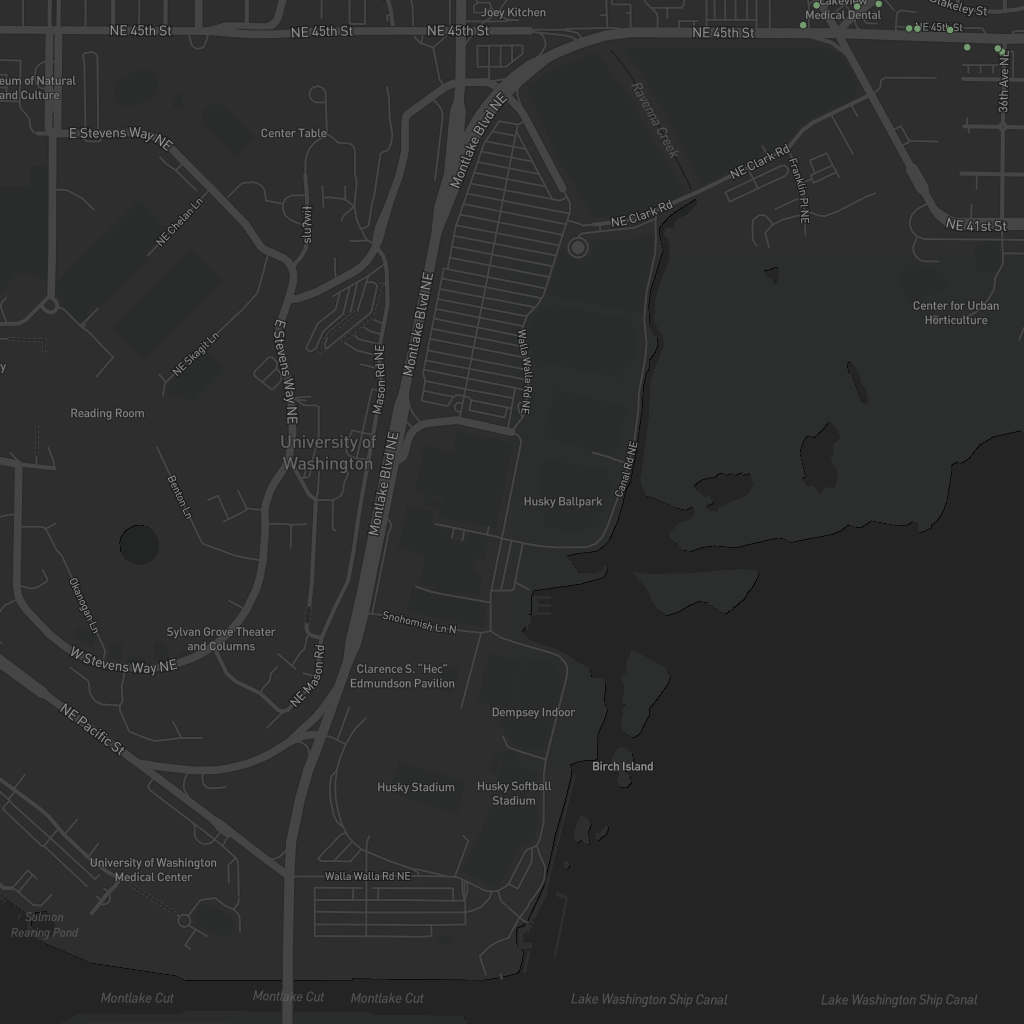 Joey Kitchen
Lakeview
Medical Dental
Blakeley St
NE 45th St
NE 45th St
NE 45th St
NE 45th St
NE 45th St
36th Ave NE
eum of Natural
and Culture
E Stevens Way NE
Center Table
Montlake Blvd NE
Ravenna Creek
NE Clark Rd
Franklin Pl NE
NE Clark Rd
NE 41st St
NE Chelan Ln
sluʔwiɫ
Montlake Blvd NE
Center for Urban
Horticulture
E Stevens Way NE
NE Skagit Ln
Mason Rd NE
Walla Walla Rd NE
y
Reading Room
University of
Washington
Montlake Blvd NE
Canal Rd NE
Benton Ln
Husky Ballpark
Okanogan Ln
Snohomish Ln N
Sylvan Grove Theater
and Columns
W Stevens Way NE
NE Mason Rd
Clarence S. "Hec"
Edmundson Pavilion
Dempsey Indoor
NE Pacific St
Birch Island
Husky Stadium
Husky Softball
Stadium
University of Washington
Medical Center
Walla Walla Rd NE
Salmon
Rearing Pond
Montlake Cut
Montlake Cut
Montlake Cut
Lake Washington Ship Canal
Lake Washington Ship Canal